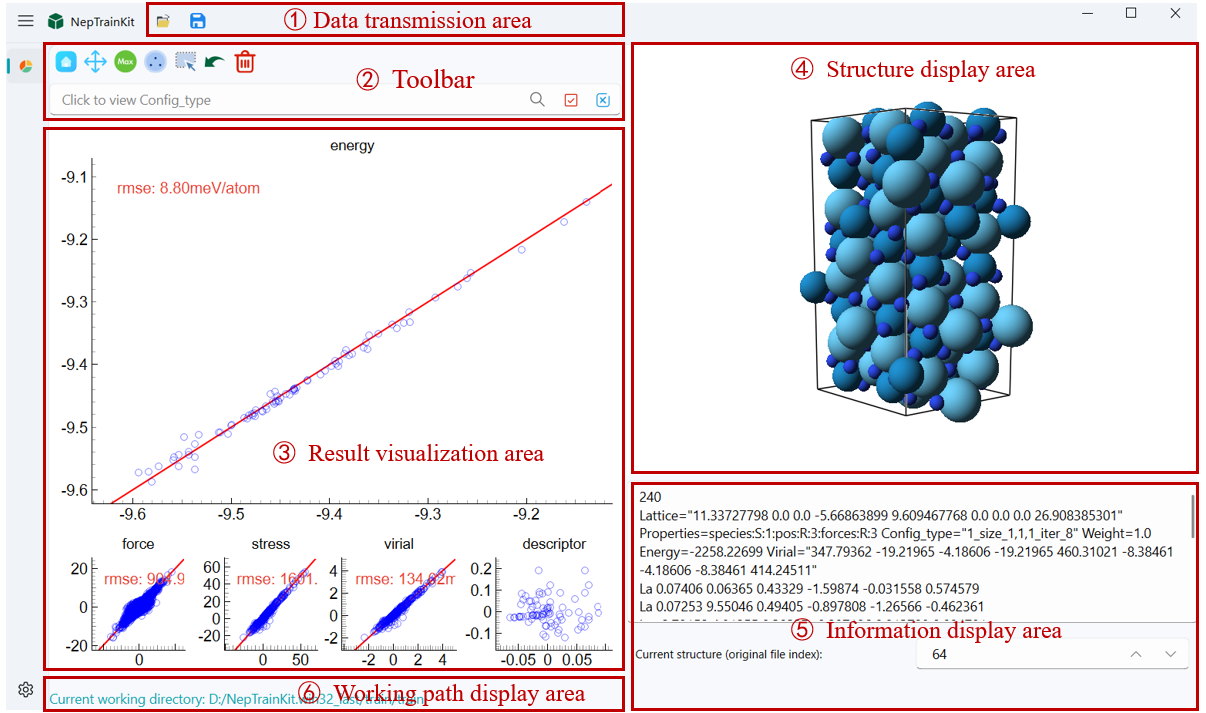 NepTrainKit
① Data transmission area
Max
② Toolbar
Click to view Config_type
energy
rmse: 8.80meV/atom
-9.1
-9.2
-9.3
-9.4
-9.5
-9.6
-9.6 -9.5 -9.4 -9.3 -9.2
③ Result visualization area
force stress virial descriptor
rmse: rmse: 1601. rmse: 134.
20
0
-20
0
60
40
20
0
-20
0 50
4
2
0
-2
-2 0 2 4
0.2
0.1
0
-0.1
-0.05 0 0.05
⑥ Working path display area
Current working directory: D:/NepTrainKit.win32_fast/train/train
④ Structure display area
240
Lattice="11.33727798 0.0 0.0 -5.66863899 9.609467768 0.0 0.0 0.0 26.908385301"
Properties=species:S:1:pos:R:3:forces:R:3 Config_type="1_size_1,1,1_iter_8" Weight=1.0
Energy=-2258.22699 Virial="347.79362 -19.21965 -4.18606 -19.21965 460.31021 -8.38461
-4.18606 -8.38461 414.24511"
La 0.07406 0.06365 0.43329 -1.59874 -0.031558 0.574579
La 0.07253 9.55046 0.49405 -0.897808 -1.26566 -0.462361
⑤ Information display area
Current structure (original file index): 64